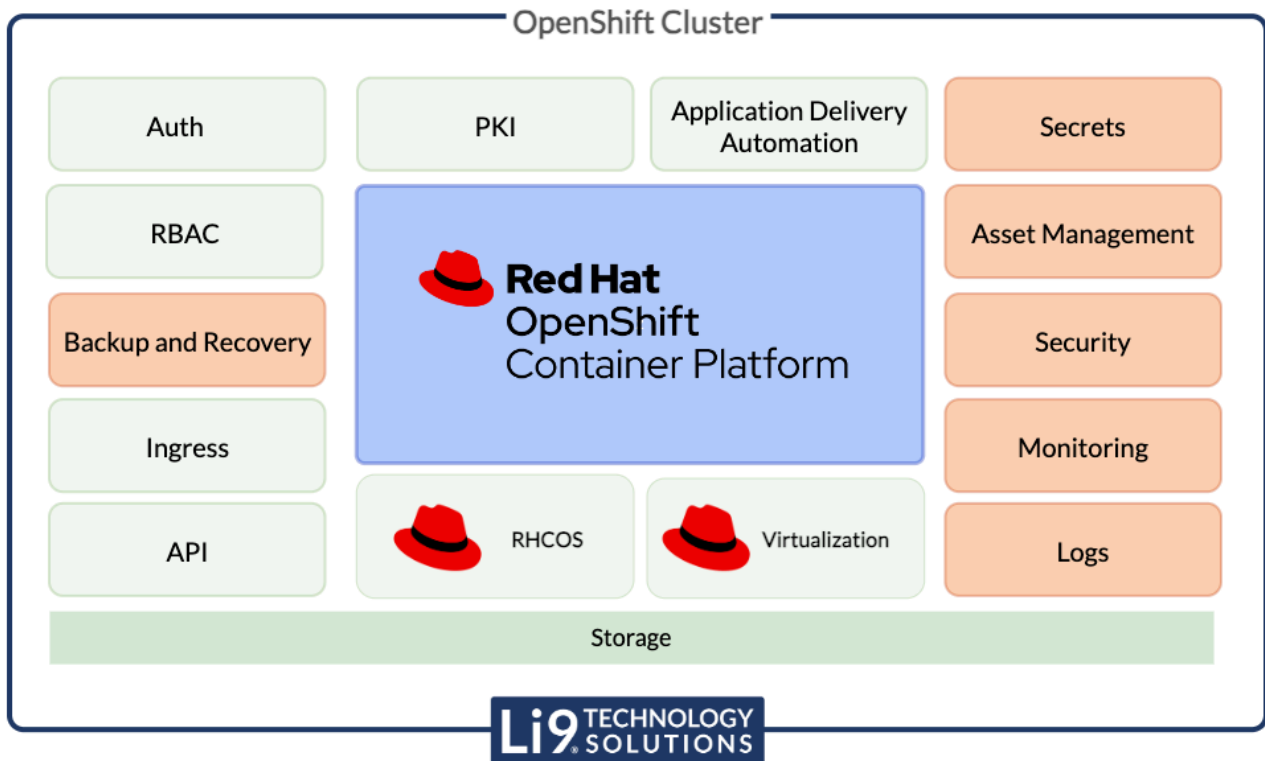 OpenShift Cluster
Auth
PKI
Application Delivery
Automation
Secrets
RBAC
Asset Management
Red Hat
OpenShift
Container Platform
Backup and Recovery
Security
Ingress
Monitoring
API
RHCOS
Virtualization
Logs
Storage
Li9® TECHNOLOGY
SOLUTIONS